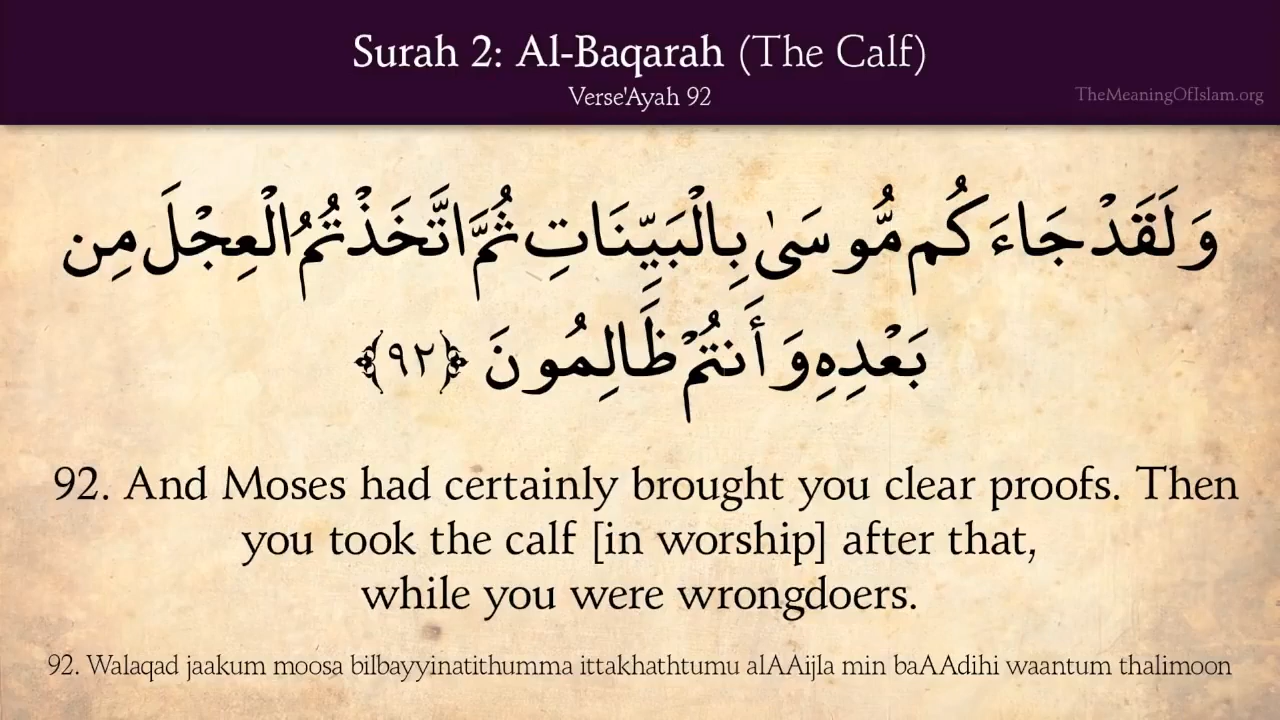 Surah 2: Al-Baqarah (The Calf)
Verse'Ayah 92
TheMeaningOfIslam.org
وَلَقَدْ جَاءَكُم مُّوسَىٰ بِالْبَيِّنَاتِ ثُمَّ اتَّخَذْتُمُ الْعِجْلَ مِن
بَعْدِهِ وَأَنتُمْ ظَالِمُونَ ﴿٩٢﴾
92. And Moses had certainly brought you clear proofs. Then
you took the calf [in worship] after that,
while you were wrongdoers.
92. Walaqad jaakum moosa bilbayyinatithumma ittakhathtumu alAAijla min baAAdihi waantum thalimoon